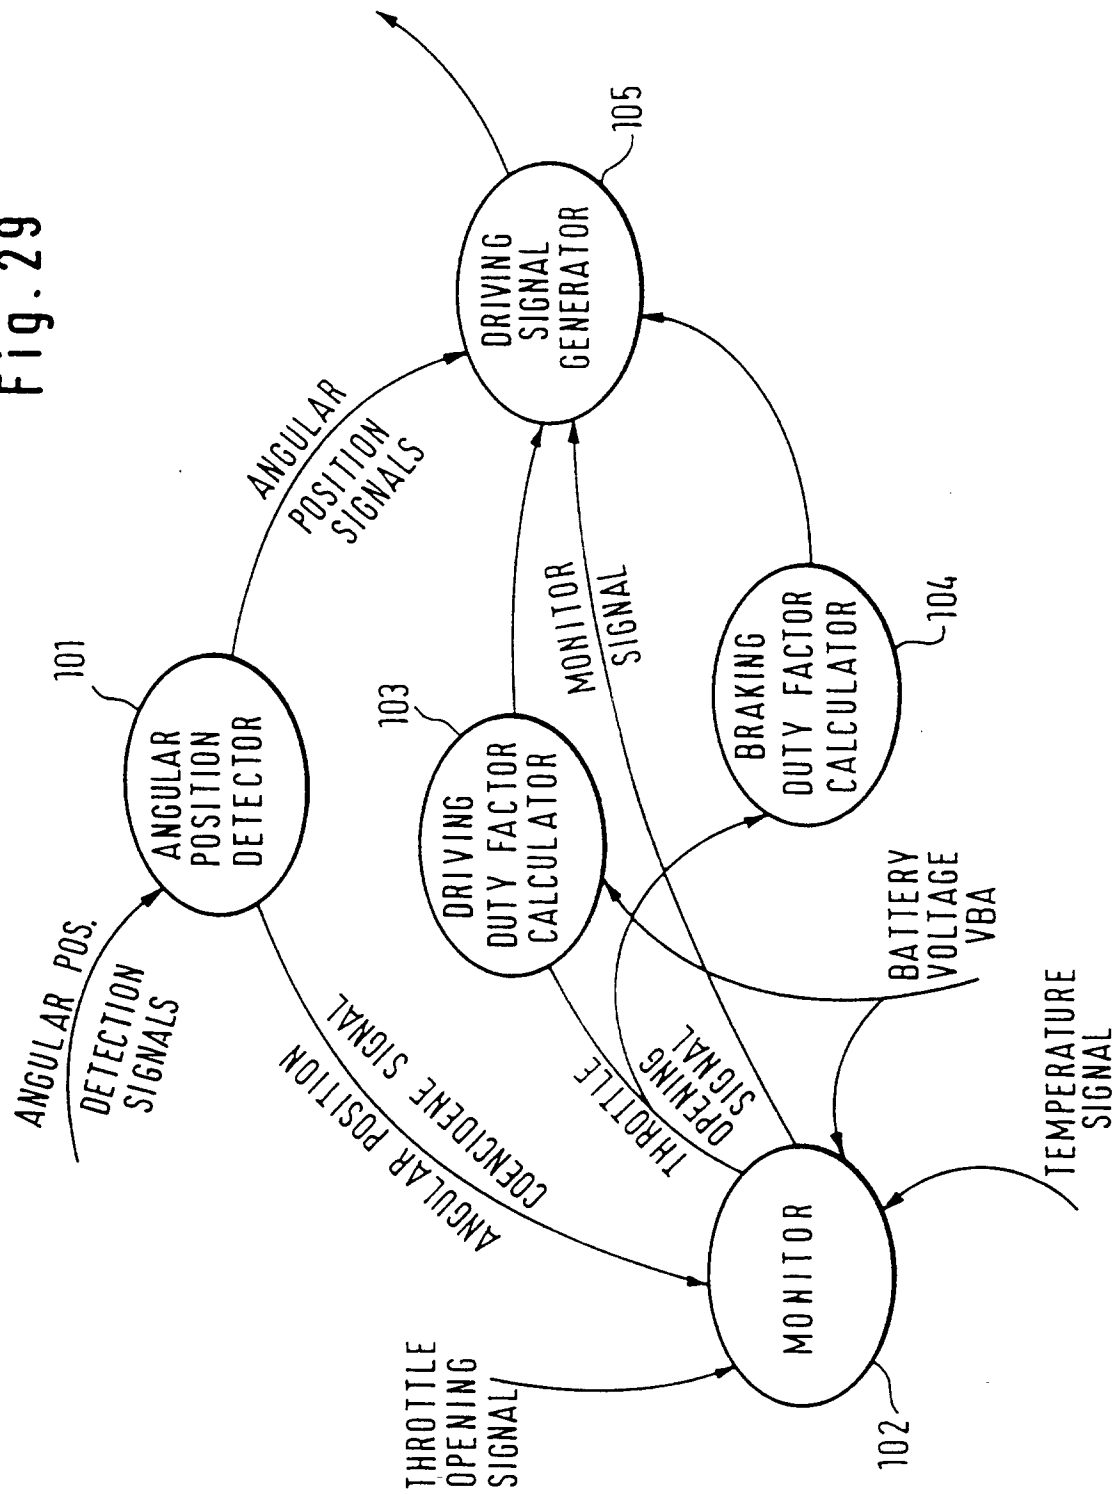 Fig. 29
ANGULAR POS.
DETECTION
SIGNALS
101
ANGULAR
POSITION
DETECTOR
ANGULAR
POSITION
SIGNALS
105
DRIVING
SIGNAL
GENERATOR
COENCIDENE SIGNAL
ANGULAR POSITION
103
DRIVING
DUTY FACTOR
CALCULATOR
MONITOR
SIGNAL
THROTTLE
OPENING
SIGNAL
THROTTLE
OPENING
SIGNAL
MONITOR
102
BRAKING
DUTY FACTOR
CALCULATOR
104
BATTERY
VOLTAGE
VBA
TEMPERATURE
SIGNAL